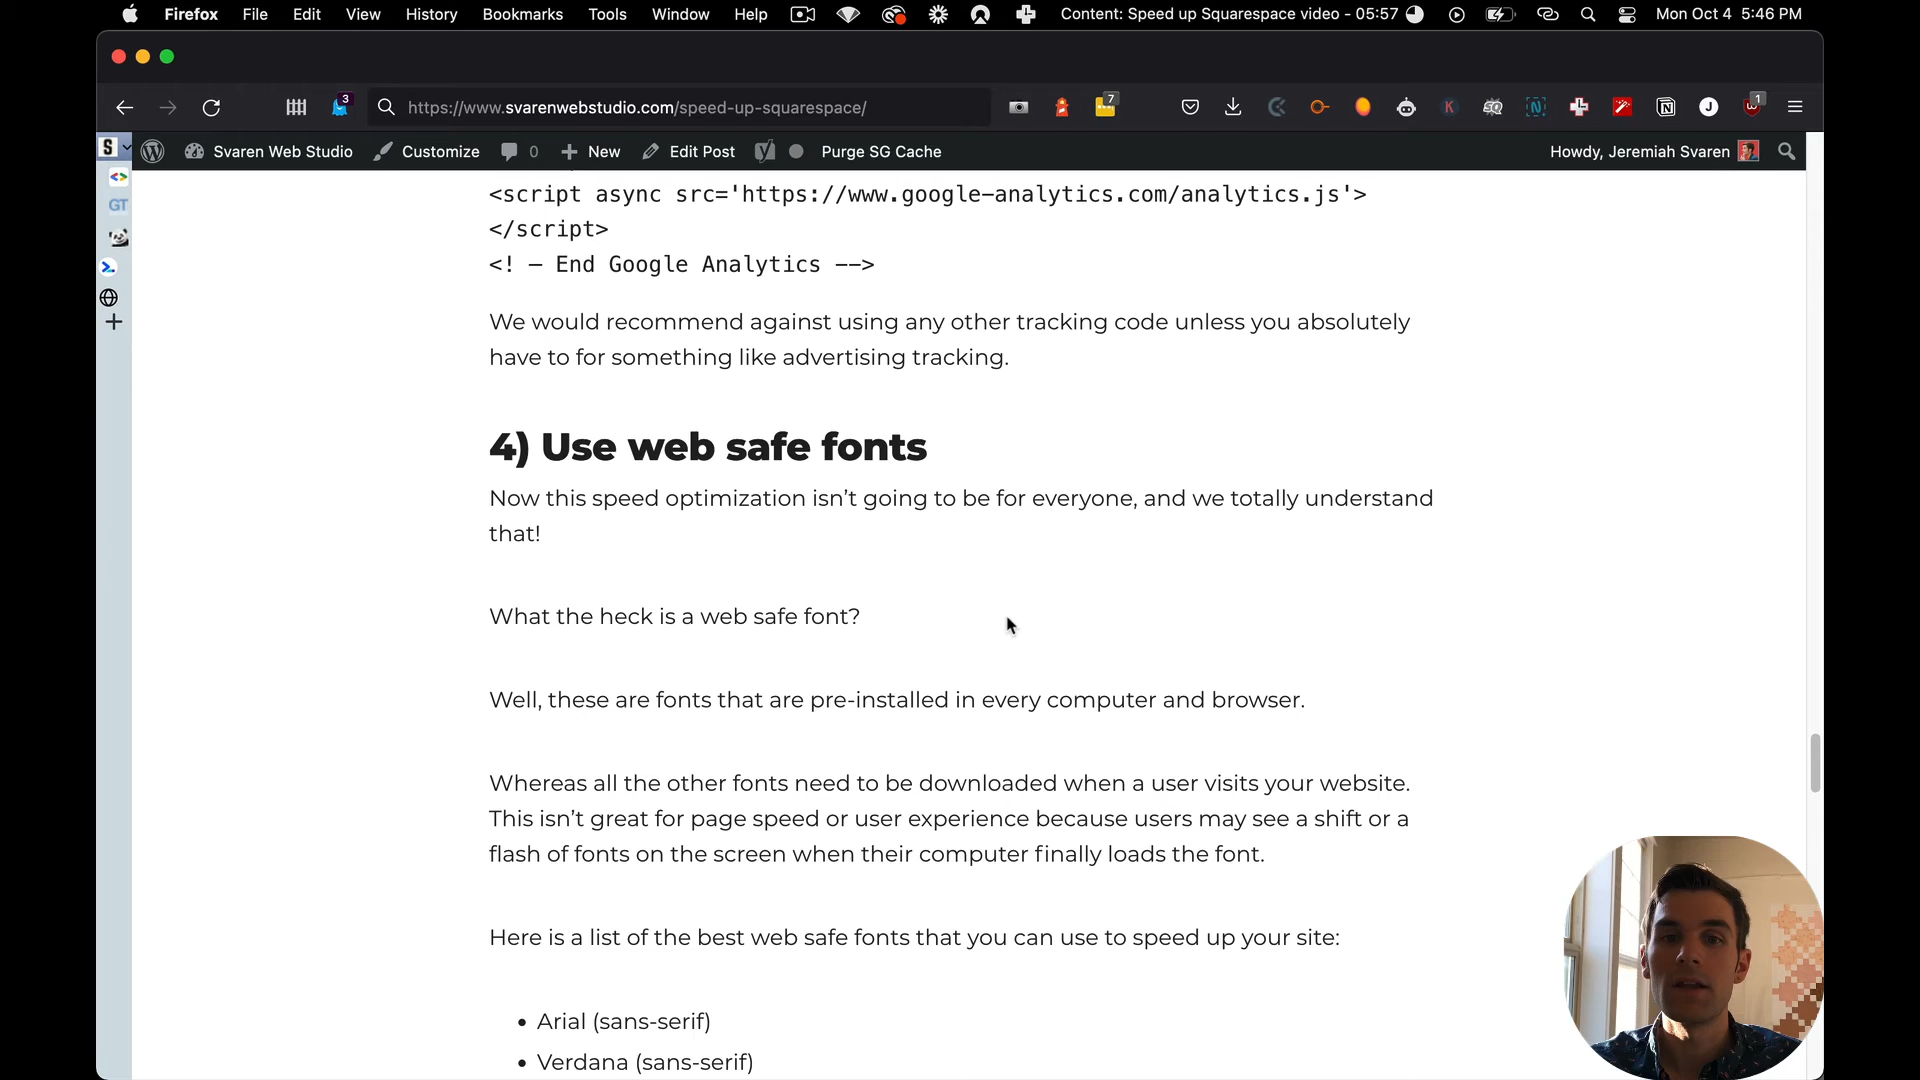 Firefox File Edit View History Bookmarks Tools Window Help Content: Speed up Squarespace video - 05:57 Mon Oct 4 5:46 PM
3 https://www.svarenwebstudio.com/speed-up-squarespace/ 7 K N J 1
S Svaren Web Studio Customize 0 New Edit Post Purge SG Cache Howdy, Jeremiah Svaren
GT
<script async src='https://www.google-analytics.com/analytics.js'>
</script>
<! – End Google Analytics –->
We would recommend against using any other tracking code unless you absolutely
have to for something like advertising tracking.
4) Use web safe fonts
Now this speed optimization isn’t going to be for everyone, and we totally understand
that!
What the heck is a web safe font?
Well, these are fonts that are pre-installed in every computer and browser.
Whereas all the other fonts need to be downloaded when a user visits your website.
This isn’t great for page speed or user experience because users may see a shift or a
flash of fonts on the screen when their computer finally loads the font.
Here is a list of the best web safe fonts that you can use to speed up your site:
• Arial (sans-serif)
• Verdana (sans-serif)